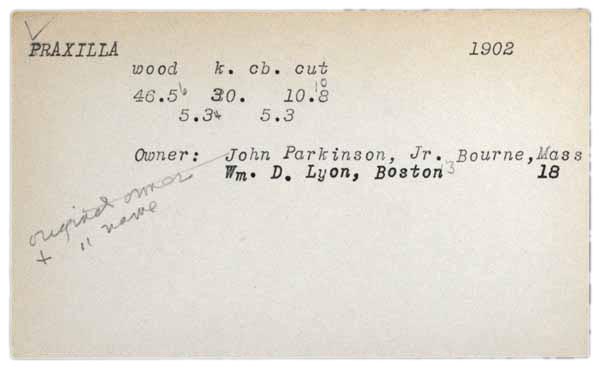 ✓
PRAXILLA 1902
wood k. cb. cut
46.5 30. 10.8
5.3 5.3
Owner: John Parkinson, Jr. Bourne, Mass
Wm. D. Lyon, Boston 3 18
original owner
+ " name